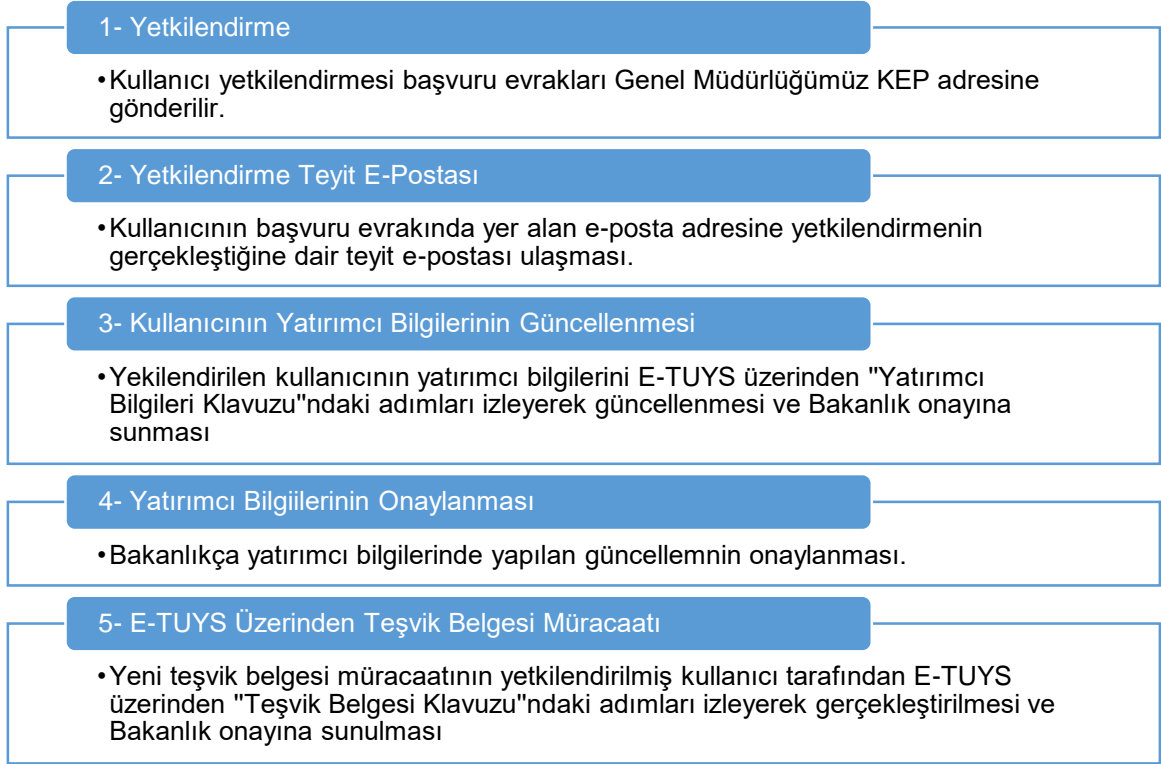 1- Yetkilendirme
•Kullanıcı yetkilendirmesi başvuru evrakları Genel Müdürlüğümüz KEP adresine
gönderilir.
2- Yetkilendirme Teyit E-Postası
•Kullanıcının başvuru evrakında yer alan e-posta adresine yetkilendirmenin
gerçekleştiğine dair teyit e-postası ulaşması.
3- Kullanıcının Yatırımcı Bilgilerinin Güncellenmesi
•Yekilendirilen kullanıcının yatırımcı bilgilerini E-TUYS üzerinden "Yatırımcı
Bilgileri Klavuzu"ndaki adımları izleyerek güncellenmesi ve Bakanlık onayına
sunması
4- Yatırımcı Bilgiilerinin Onaylanması
•Bakanlıkça yatırımcı bilgilerinde yapılan güncellemnin onaylanması.
5- E-TUYS Üzerinden Teşvik Belgesi Müracaatı
•Yeni teşvik belgesi müracaatının yetkilendirilmiş kullanıcı tarafından E-TUYS
üzerinden "Teşvik Belgesi Klavuzu"ndaki adımları izleyerek gerçekleştirilmesi ve
Bakanlık onayına sunulması